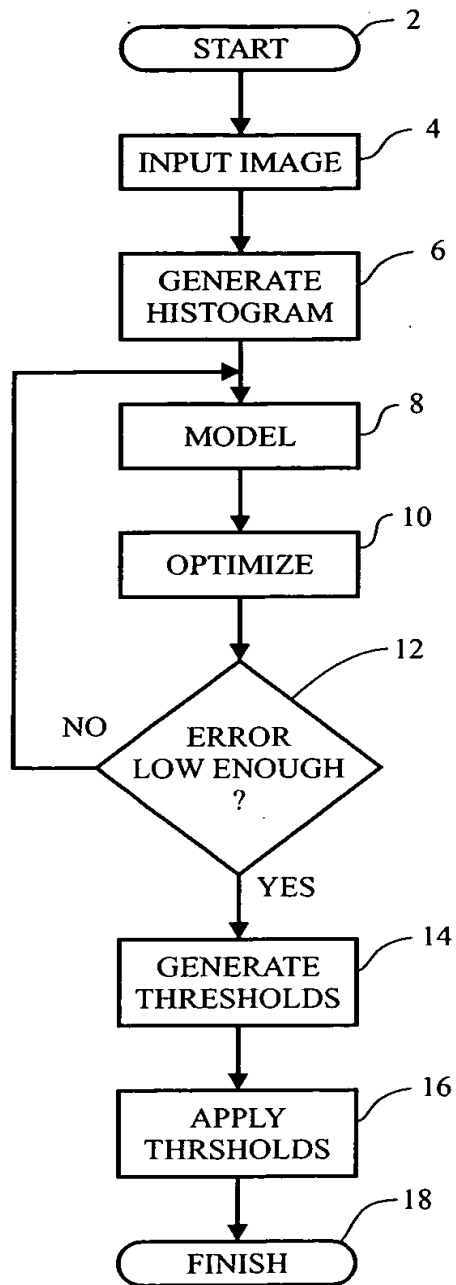 START
2
INPUT IMAGE
4
GENERATE
HISTOGRAM
6
MODEL
8
OPTIMIZE
10
ERROR
LOW ENOUGH
?
12
NO
YES
GENERATE
THRESHOLDS
14
APPLY
THRSHOLDS
16
FINISH
18